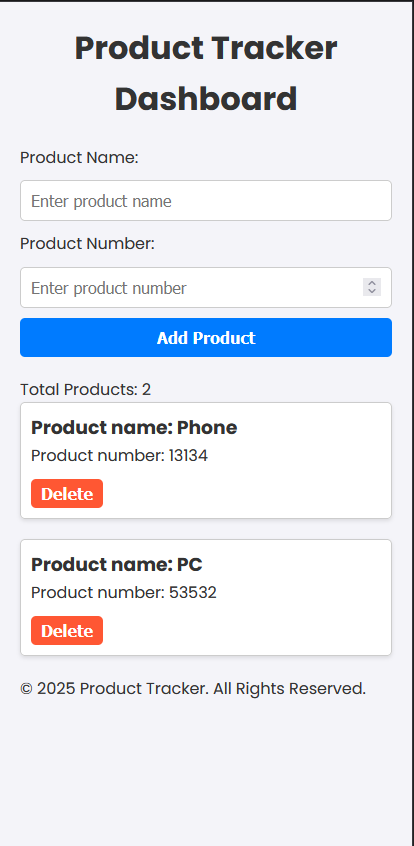 Product Tracker
Dashboard
Product Name:
Enter product name
Product Number:
Enter product number
Add Product
Total Products: 2
Product name: Phone
Product number: 13134
Delete
Product name: PC
Product number: 53532
Delete
© 2025 Product Tracker. All Rights Reserved.